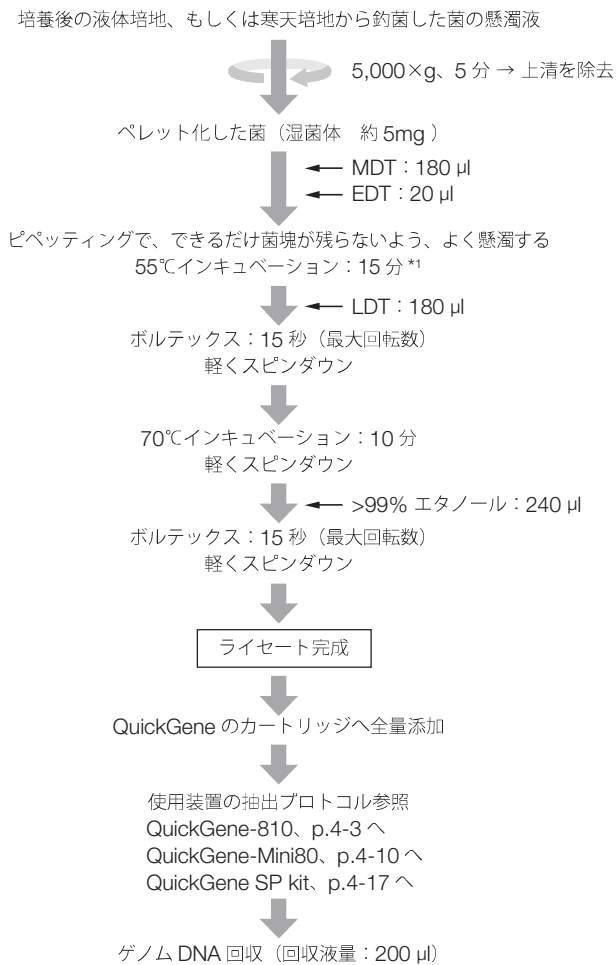 培養後の液体培地、もしくは寒天培地から釣菌した菌の懸濁液
5,000×g、5 分 → 上清を除去
ペレット化した菌（湿菌体　約 5mg ）
MDT：180 μl
EDT：20 μl
ピペッティングで、できるだけ菌塊が残らないよう、よく懸濁する
55℃インキュベーション：15 分 *1
LDT：180 μl
ボルテックス：15 秒（最大回転数）
軽くスピンダウン
70℃インキュベーション：10 分
軽くスピンダウン
>99% エタノール：240 μl
ボルテックス：15 秒（最大回転数）
軽くスピンダウン
ライセート完成
QuickGene のカートリッジへ全量添加
使用装置の抽出プロトコル参照
QuickGene-810、p.4-3 へ
QuickGene-Mini80、p.4-10 へ
QuickGene SP kit、p.4-17 へ
ゲノム DNA 回収（回収液量：200 μl）